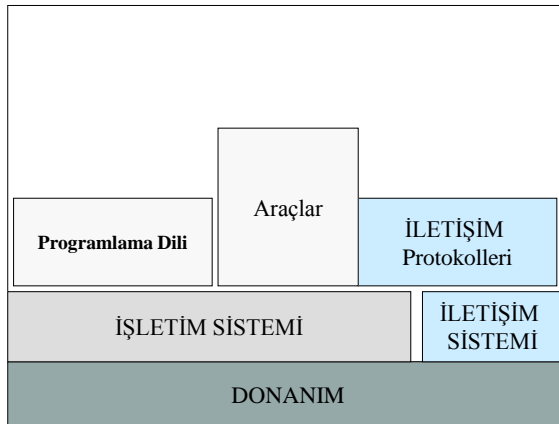 Araçlar
Programlama Dili
İLETİŞİM
Protokolleri
İŞLETİM SİSTEMİ
İLETİŞİM
SİSTEMİ
DONANIM